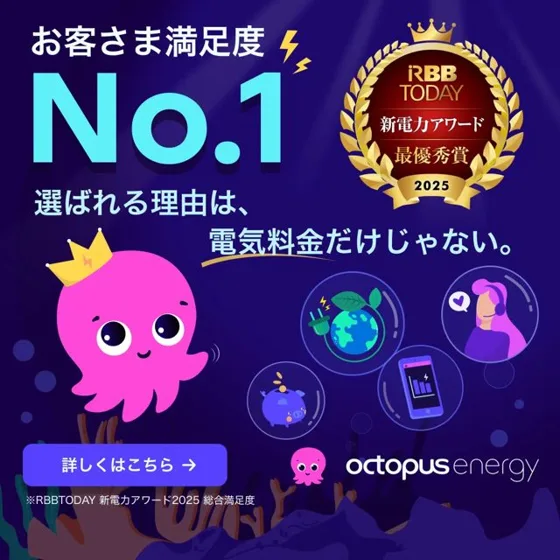 お客さま満足度
No.1
RBB
TODAY
新電力アワード
最優秀賞
2025
選ばれる理由は、
電気料金だけじゃない。
詳しくはこちら →
octopus energy
※RBBTODAY 新電力アワード2025 総合満足度